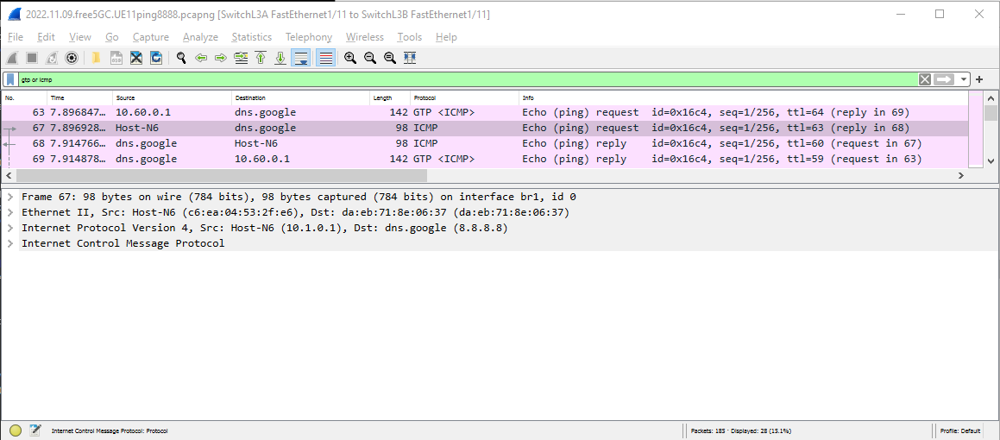 2022.11.09.free5GC.UE11ping8888.pcapng [SwitchL3A FastEthernet1/11 to SwitchL3B FastEthernet1/11]
File Edit View Go Capture Analyze Statistics Telephony Wireless Tools Help
gtp or icmp
No. Time Source Destination Length Protocol Info
63 7.896847… 10.60.0.1 dns.google 142 GTP <ICMP> Echo (ping) request id=0x16c4, seq=1/256, ttl=64 (reply in 69)
67 7.896928… Host-N6 dns.google 98 ICMP Echo (ping) request id=0x16c4, seq=1/256, ttl=63 (reply in 68)
68 7.914766… dns.google Host-N6 98 ICMP Echo (ping) reply id=0x16c4, seq=1/256, ttl=60 (request in 67)
69 7.914878… dns.google 10.60.0.1 142 GTP <ICMP> Echo (ping) reply id=0x16c4, seq=1/256, ttl=59 (request in 63)
Frame 67: 98 bytes on wire (784 bits), 98 bytes captured (784 bits) on interface br1, id 0
Ethernet II, Src: Host-N6 (c6:ea:04:53:2f:e6), Dst: da:eb:71:8e:06:37 (da:eb:71:8e:06:37)
Internet Protocol Version 4, Src: Host-N6 (10.1.0.1), Dst: dns.google (8.8.8.8)
Internet Control Message Protocol
Internet Control Message Protocol: Protocol Packets: 185 · Displayed: 28 (15.1%) Profile: Default